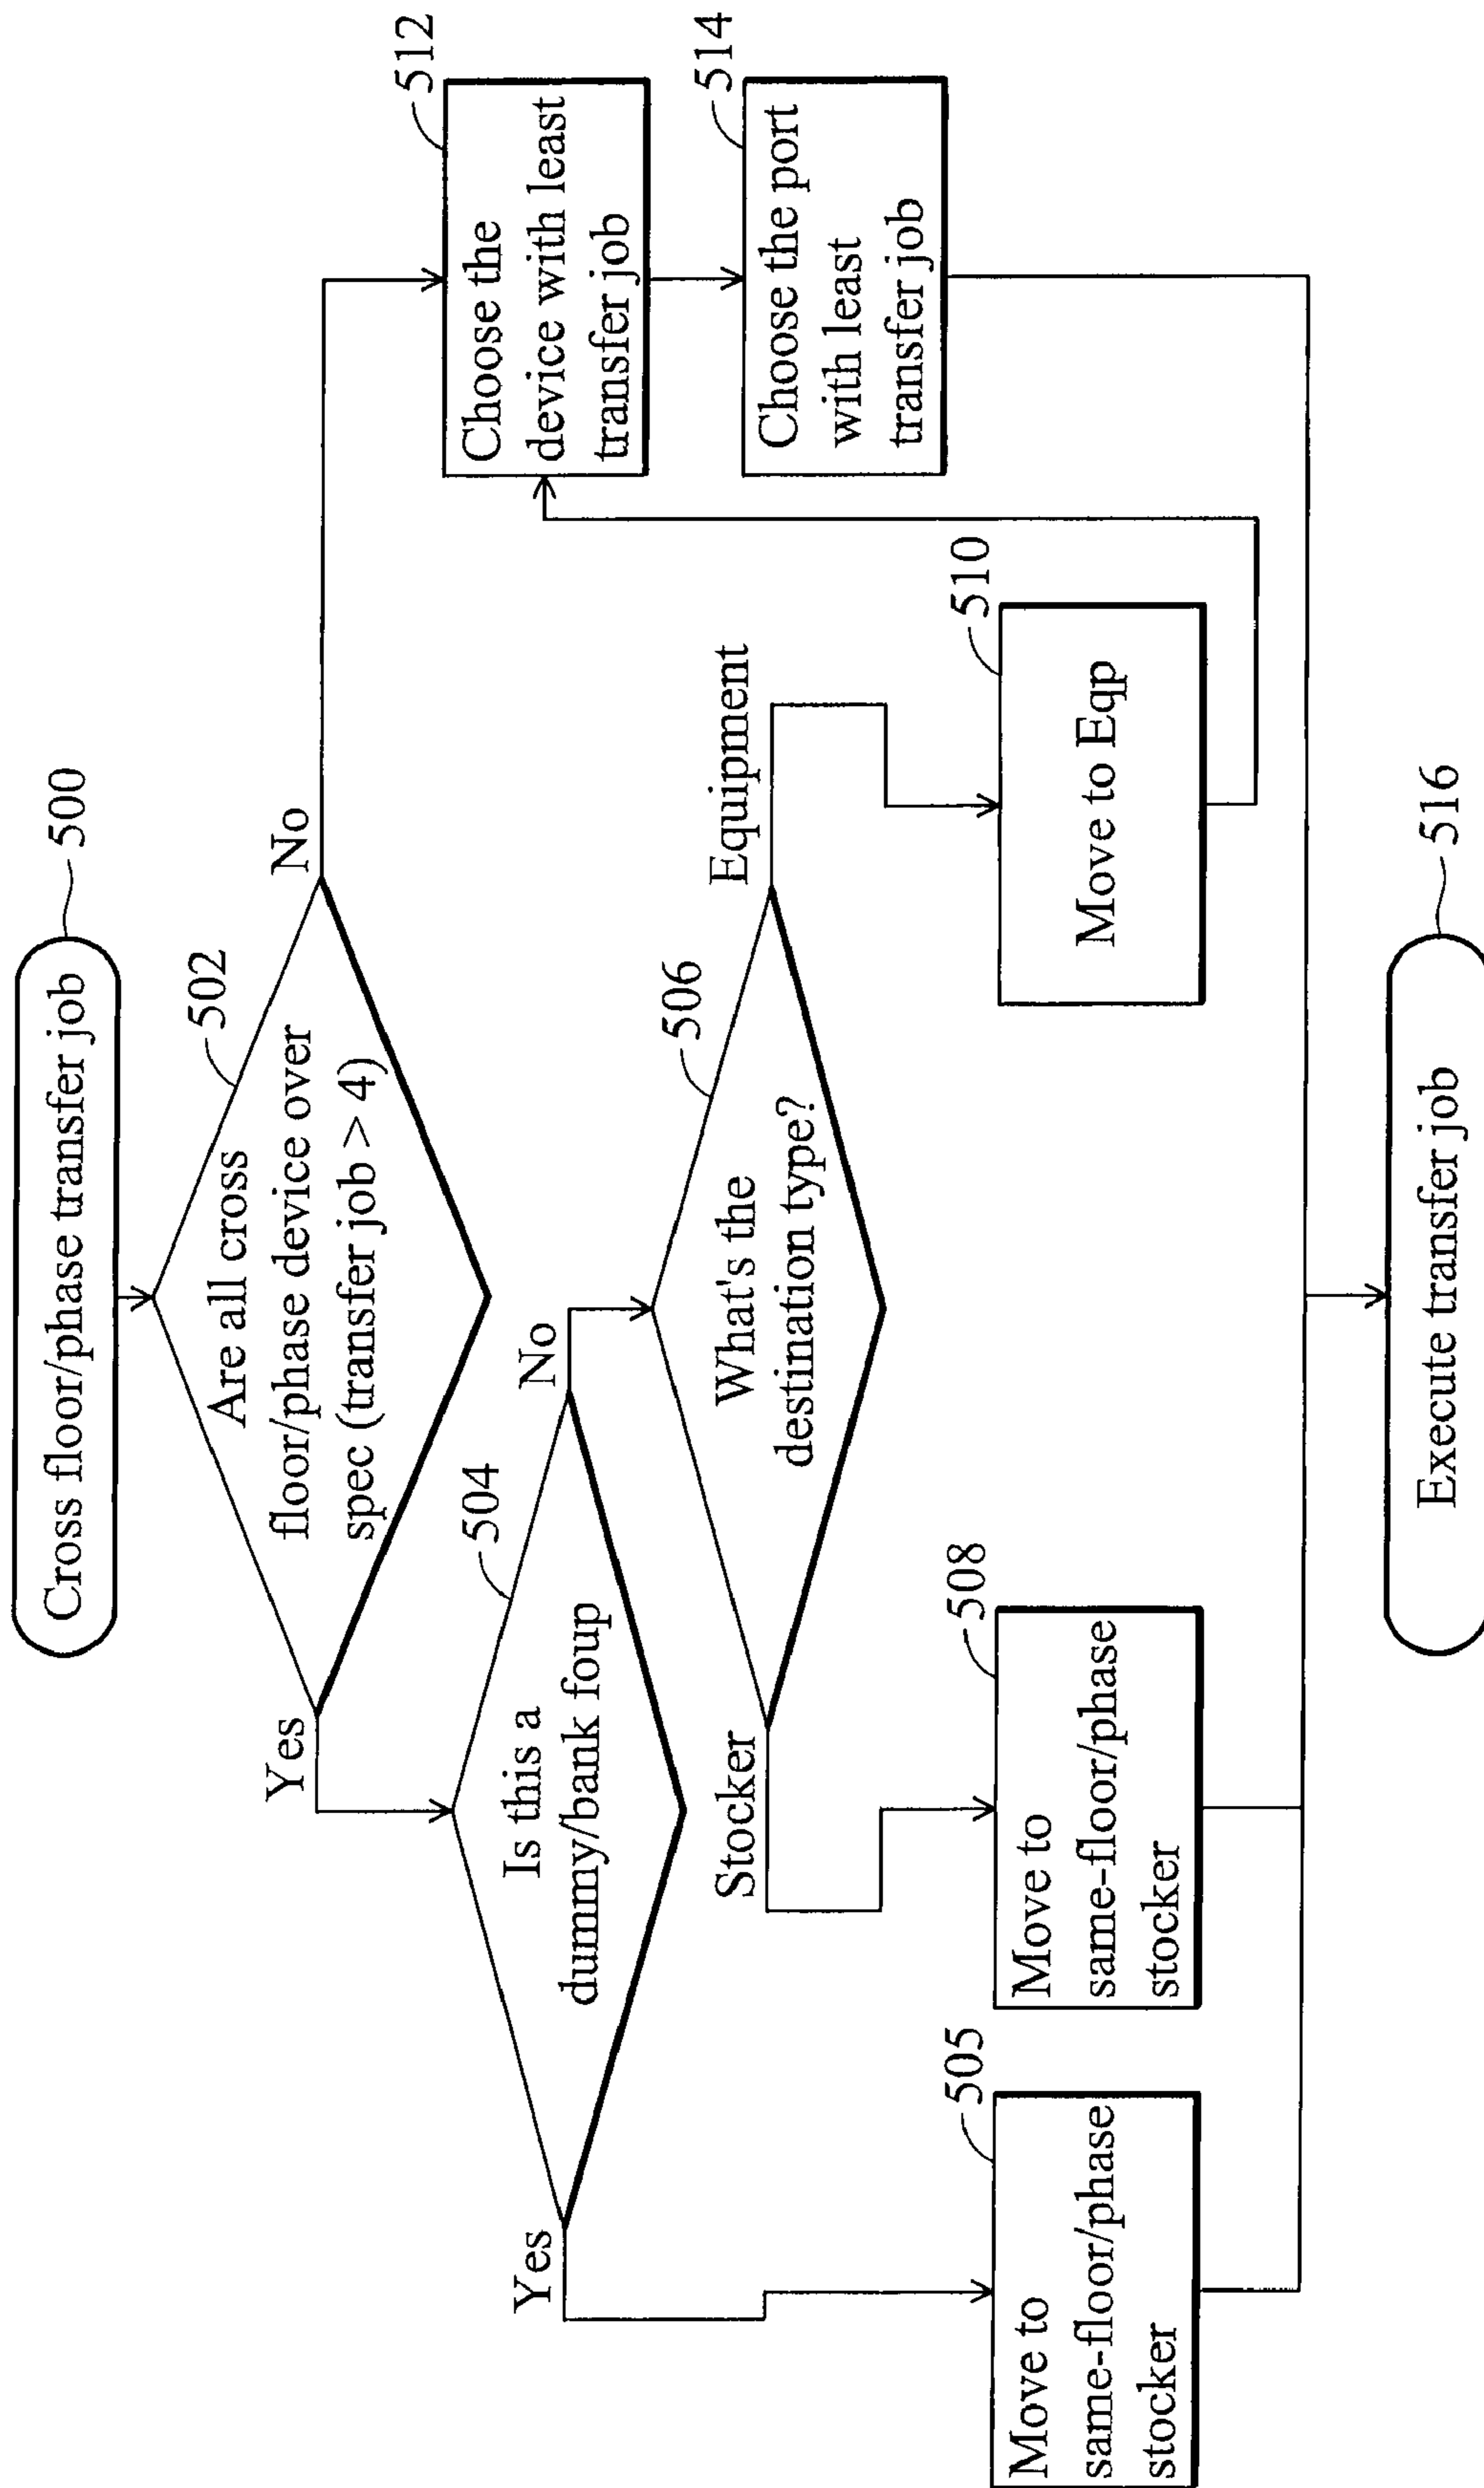 Cross floor/phase transfer job
500
502
Are all cross
floor/phase device over
spec (transfer job > 4)
Yes
No
504
Is this a
dummy/bank foup
Yes
No
506
What's the
destination type?
Stocker
Equipment
512
Choose the
device with least
transfer job
514
Choose the port
with least
transfer job
505
Move to
same-floor/phase
stocker
508
Move to
same-floor/phase
stocker
510
Move to Eqp
Execute transfer job
516